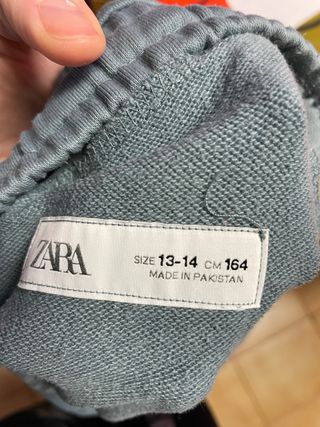 ZARA
SIZE 13-14 CM 164
MADE IN PAKISTAN